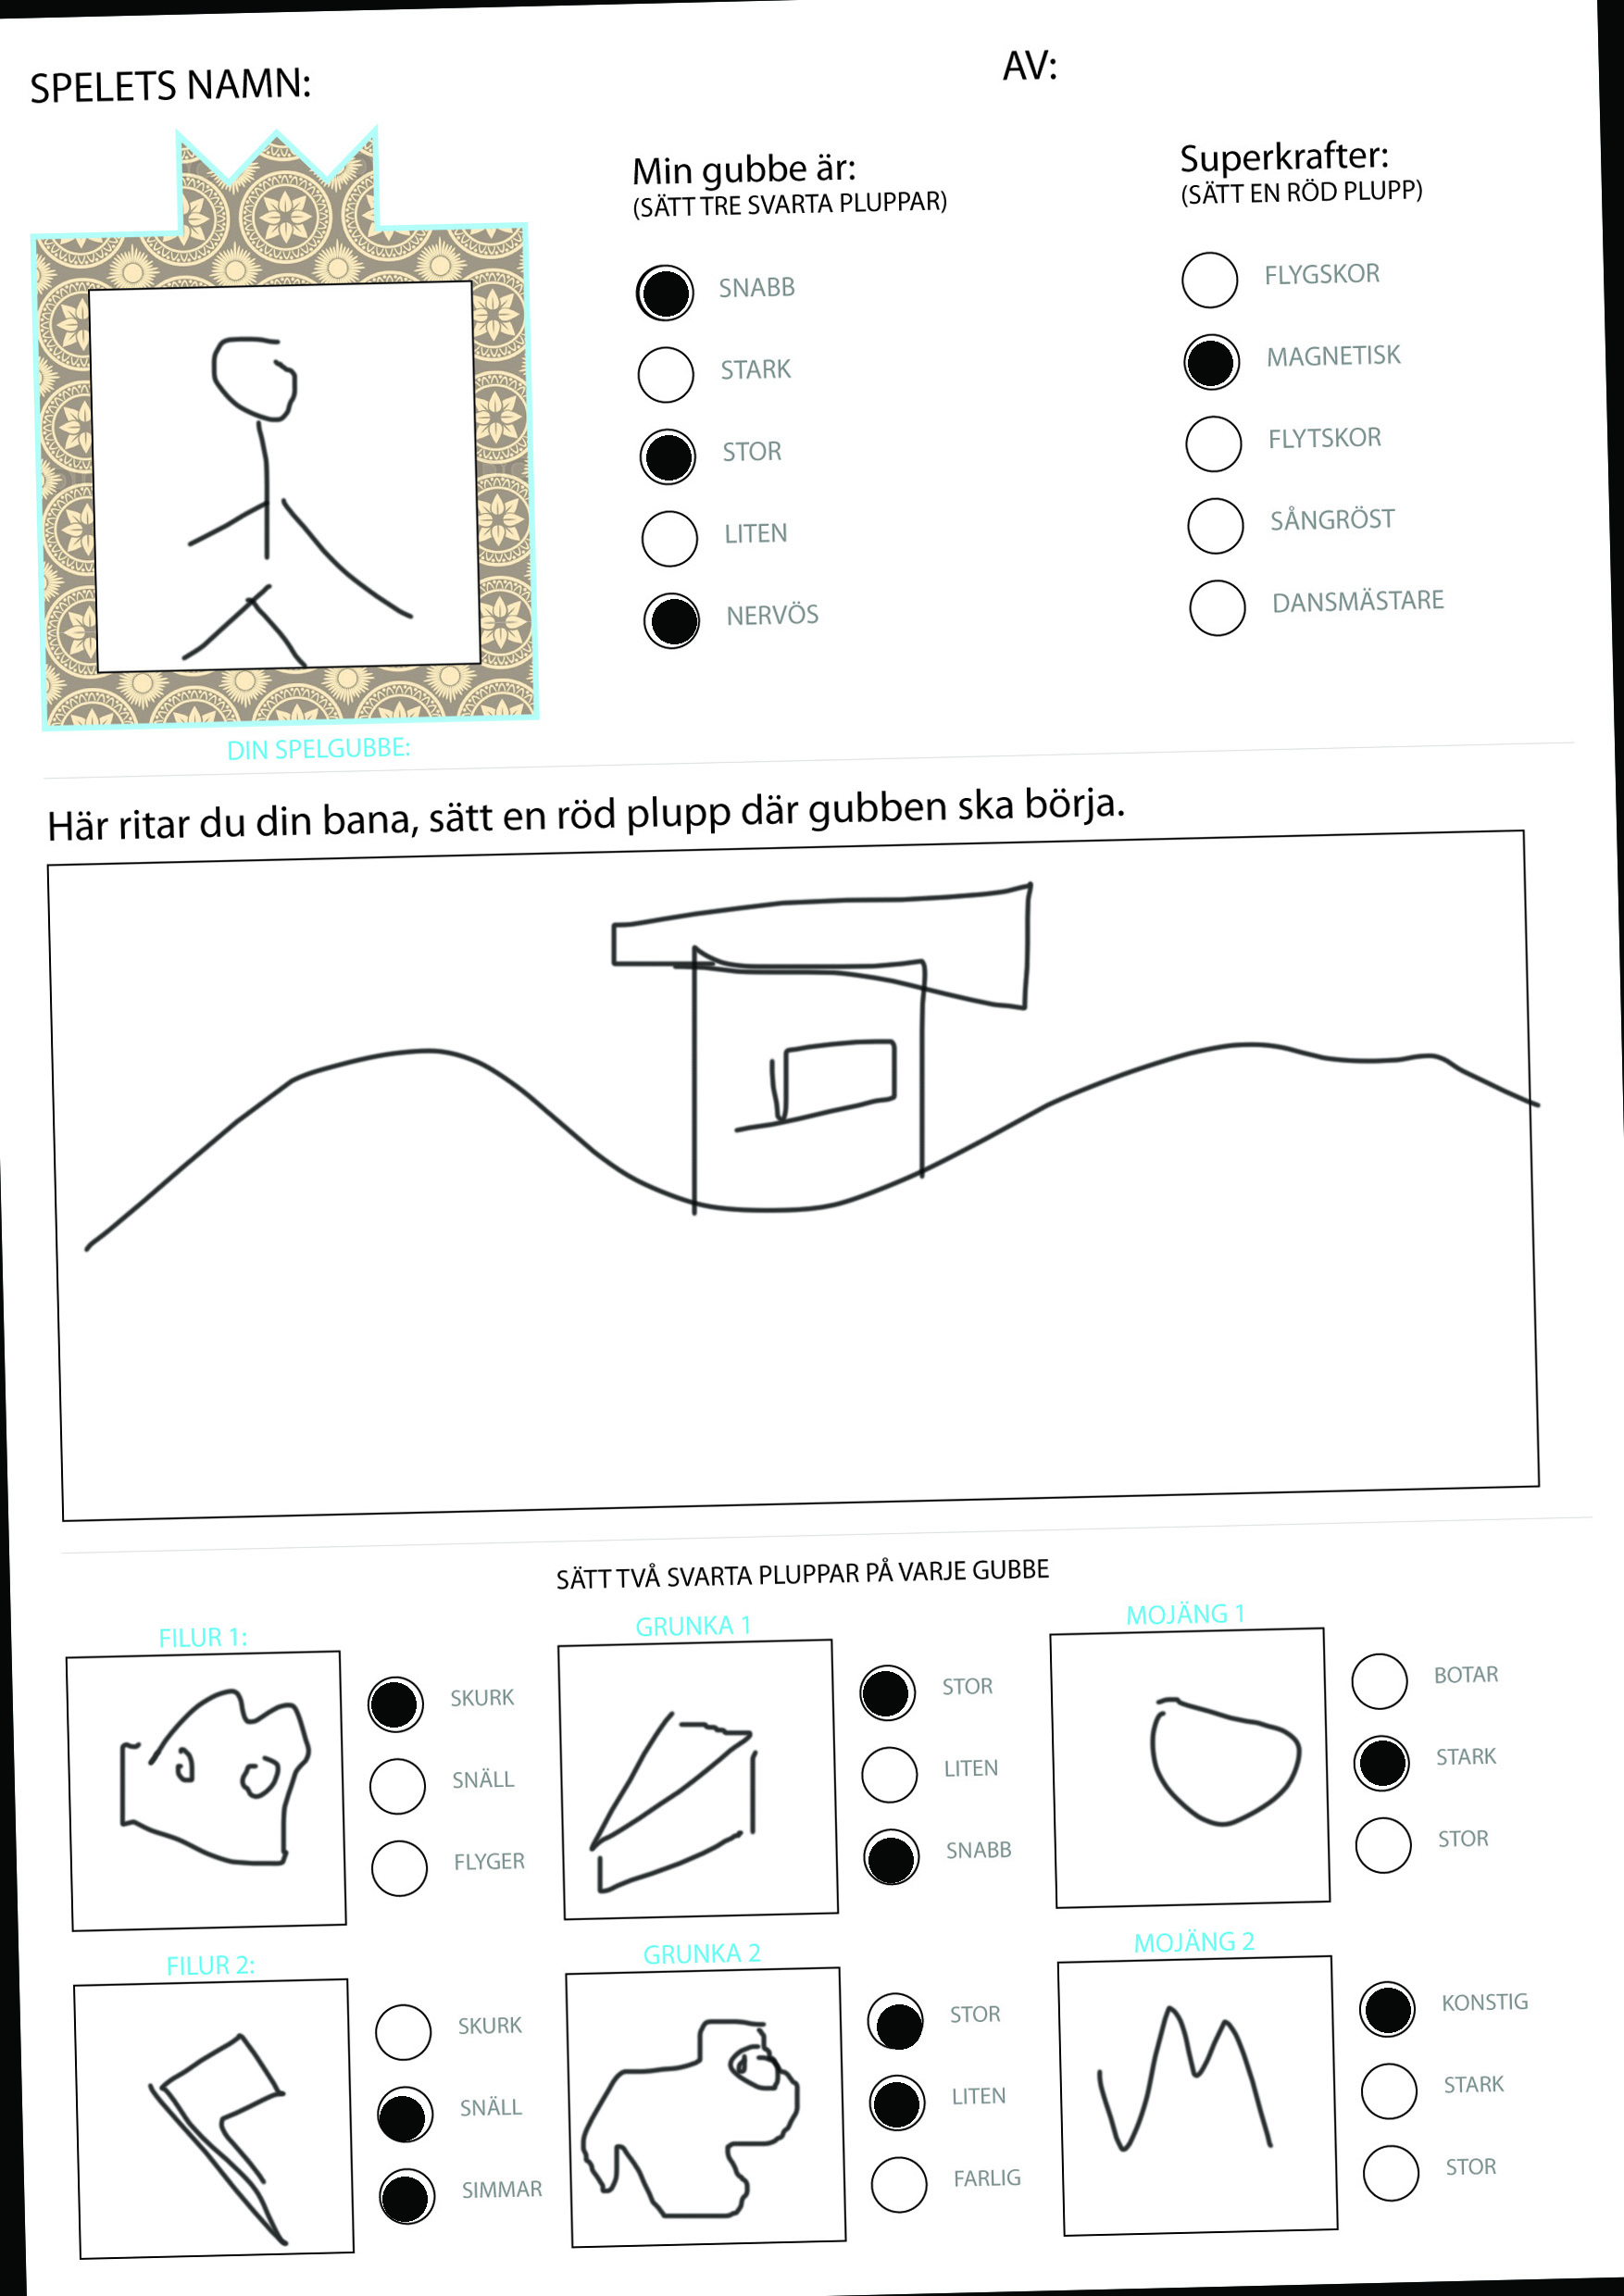 SPELETS NAMN:
AV:
Min gubbe är:
(SÄTT TRE SVARTA PLUPPAR)
SNABB
STARK
STOR
LITEN
NERVÖS
Superkrafter:
(SÄTT EN RÖD PLUPP)
FLYGSKOR
MAGNETISK
FLYTSKOR
SÅNGRÖST
DANSMÄSTARE
DIN SPELGUBBE:
Här ritar du din bana, sätt en röd plupp där gubben ska börja.
SÄTT TVÅ SVARTA PLUPPAR PÅ VARJE GUBBE
FILUR 1:
SKURK
SNÄLL
FLYGER
GRUNKA 1
STOR
LITEN
SNABB
MOJÄNG 1
BOTAR
STARK
STOR
FILUR 2:
SKURK
SNÄLL
SIMMAR
GRUNKA 2
STOR
LITEN
FARLIG
MOJÄNG 2
KONSTIG
STARK
STOR